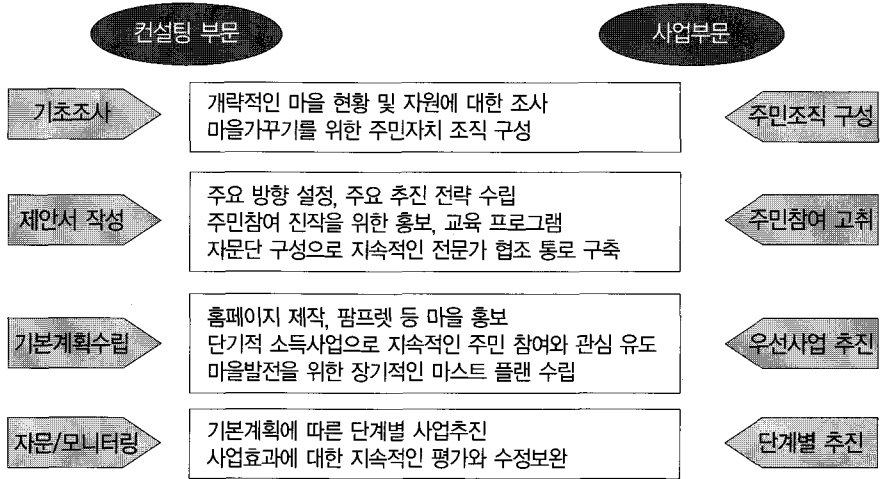 컨설팅 부문
사업부문
기초조사
개략적인 마을 현황 및 자원에 대한 조사
마을가꾸기를 위한 주민자치 조직 구성
주민조직 구성
제안서 작성
주요 방향 설정, 주요 추진 전략 수립
주민참여 진작을 위한 홍보, 교육 프로그램
자문단 구성으로 지속적인 전문가 협조 통로 구축
주민참여 고취
기본계획수립
홈페이지 제작, 팜프렛 등 마을 홍보
단기적 소득사업으로 지속적인 주민 참여와 관심 유도
마을발전을 위한 장기적인 마스트 플랜 수립
우선사업 추진
자문/모니터링
기본계획에 따른 단계별 사업추진
사업효과에 대한 지속적인 평가와 수정보완
단계별 추진